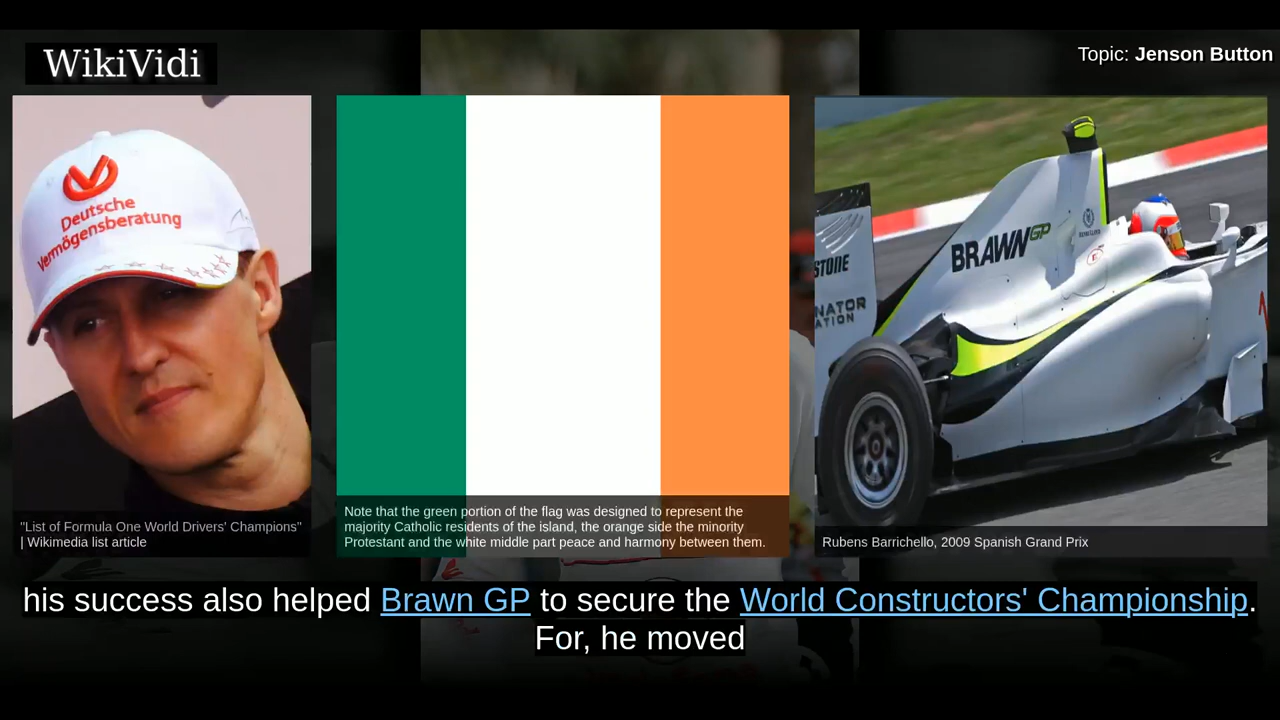 WikiVidi
Topic: Jenson Button
Deutsche
Vermögensberatung
BRAWN GP
STONE
NATOR
ATION
"List of Formula One World Drivers' Champions"
| Wikimedia list article
Note that the green portion of the flag was designed to represent the
majority Catholic residents of the island, the orange side the minority
Protestant and the white middle part peace and harmony between them.
Rubens Barrichello, 2009 Spanish Grand Prix
his success also helped Brawn GP to secure the World Constructors' Championship.
For, he moved